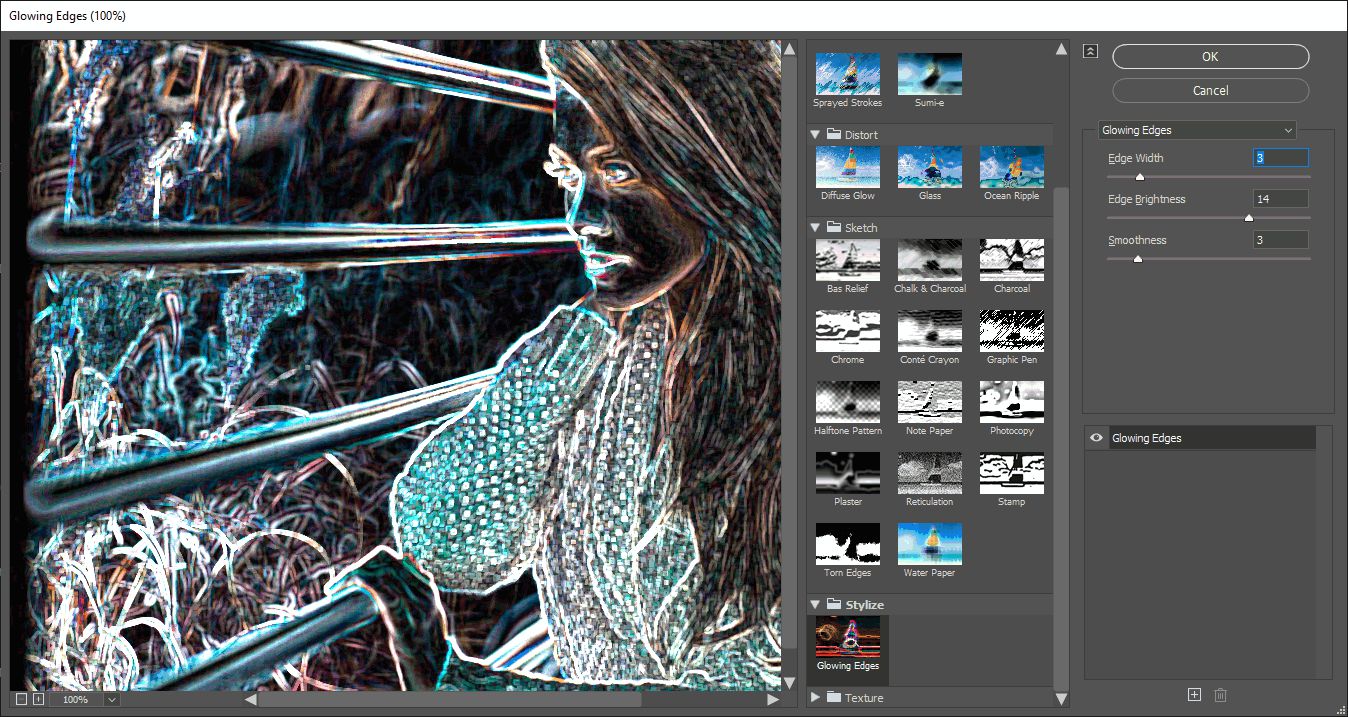 Glowing Edges (100%)
Sprayed Strokes
Sumi-e
Distort
Diffuse Glow
Glass
Ocean Ripple
Sketch
Bas Relief
Chalk & Charcoal
Charcoal
Chrome
Conté Crayon
Graphic Pen
Halftone Pattern
Note Paper
Photocopy
Plaster
Reticulation
Stamp
Torn Edges
Water Paper
Stylize
Glowing Edges
Texture
100%
OK
Cancel
Glowing Edges
Edge Width 3
Edge Brightness 14
Smoothness 3
Glowing Edges